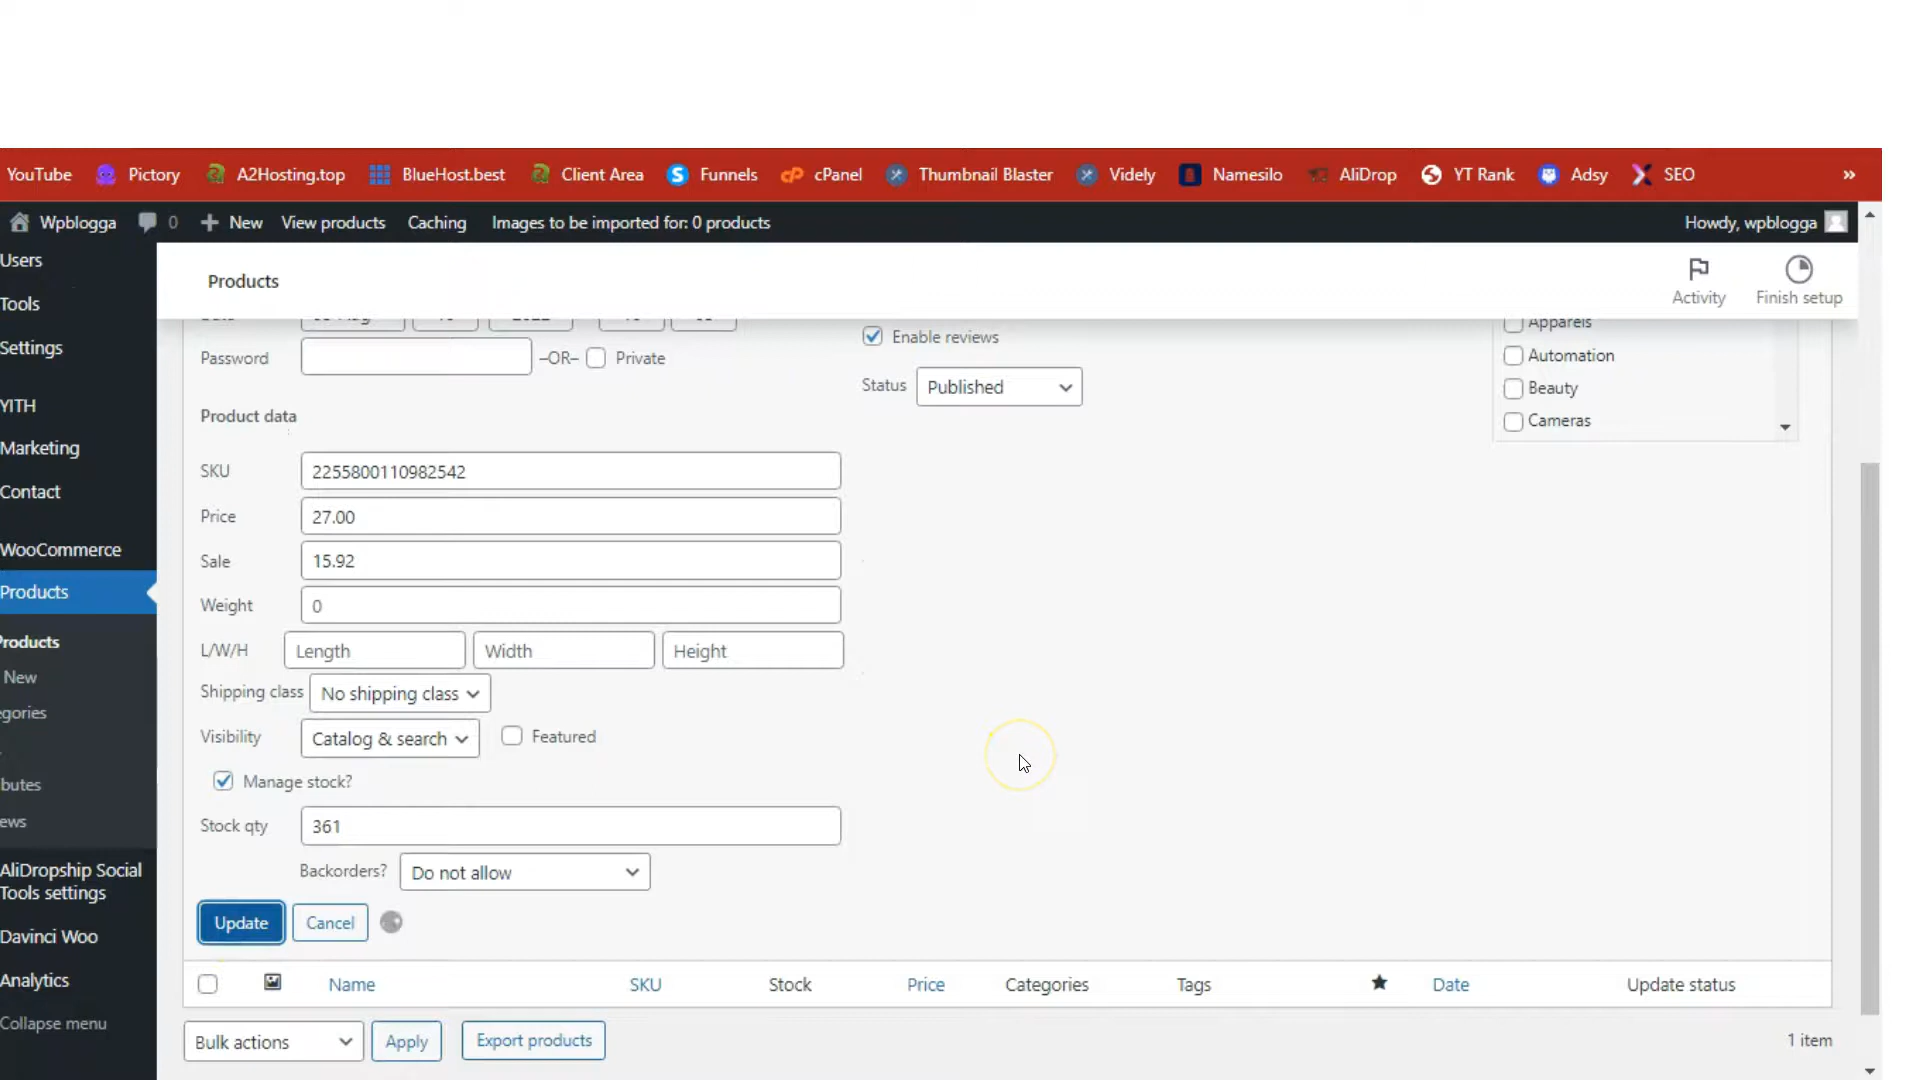 YouTube Pictory A2Hosting.top BlueHost.best Client Area Funnels cPanel Thumbnail Blaster Videly Namesilo AliDrop YT Rank Adsy SEO »
Wpblogga 0 New View products Caching Images to be imported for: 0 products Howdy, wpblogga
Users
Tools
Settings
YITH
Marketing
Contact
WooCommerce
Products
Products
New
egories
butes
ews
AliDropship Social
Tools settings
Davinci Woo
Analytics
Collapse menu
Products
Activity
Finish setup
Password –OR– Private
Enable reviews
Status Published
Apparels
Automation
Beauty
Cameras
Product data
SKU 2255800110982542
Price 27.00
Sale 15.92
Weight 0
L/W/H Length Width Height
Shipping class No shipping class
Visibility Catalog & search Featured
Manage stock?
Stock qty 361
Backorders? Do not allow
Update Cancel
Name SKU Stock Price Categories Tags Date Update status
Bulk actions Apply Export products 1 item